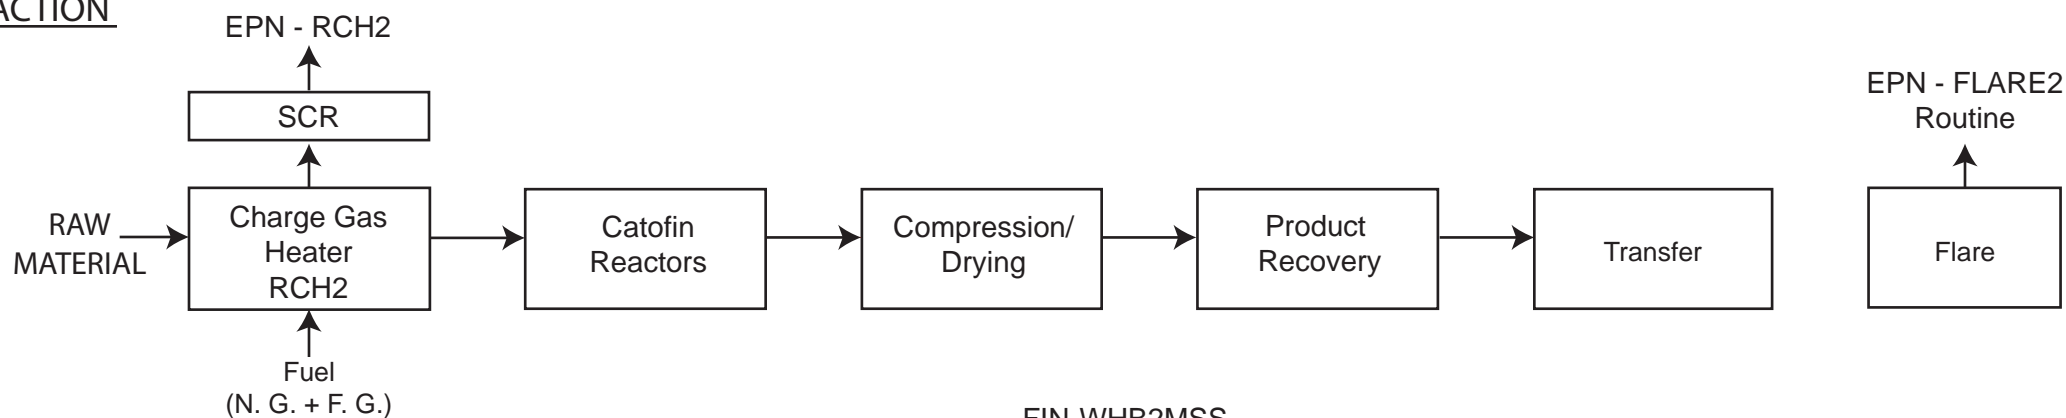 EPN - RCH2
SCR
EPN - FLARE2
Routine
RAW
MATERIAL
Charge Gas
Heater
RCH2
Catofin
Reactors
Compression/
Drying
Product
Recovery
Transfer
Flare
Fuel
(N. G. + F. G.)